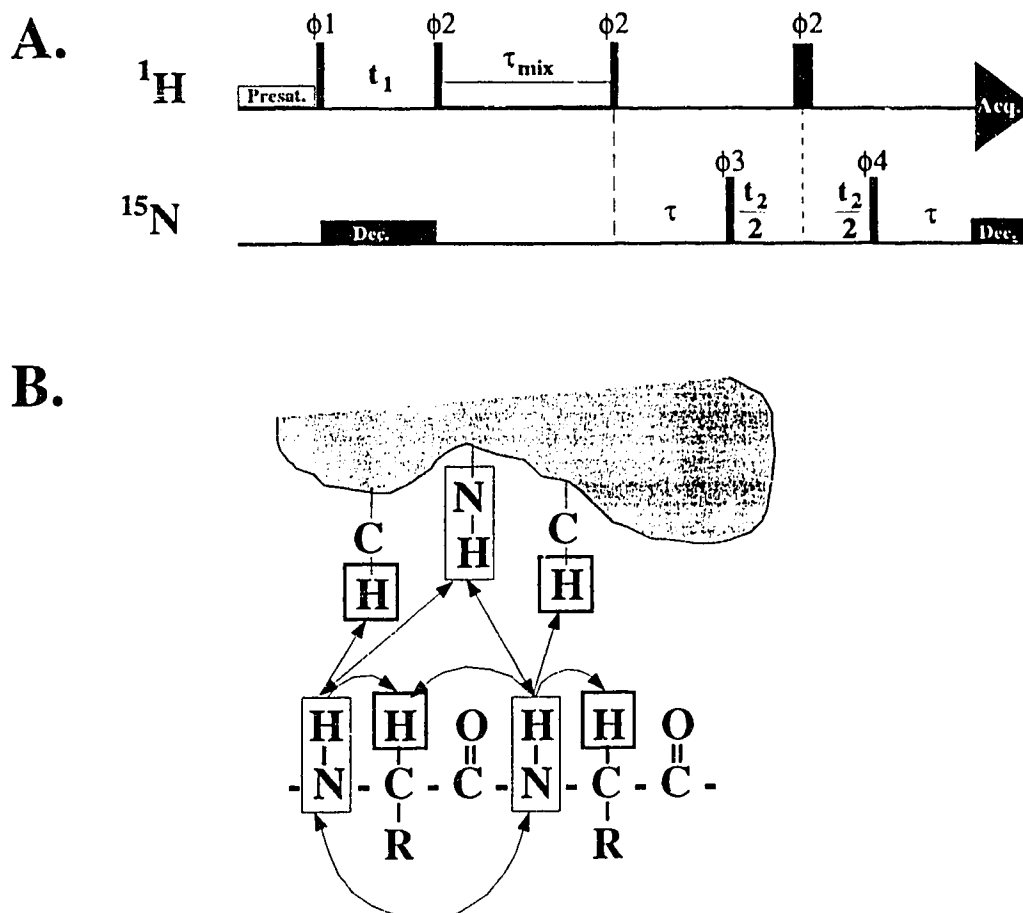 A.
ϕ1
ϕ2
ϕ2
ϕ2
¹H
Presat.
t₁
τmix
Acq.
ϕ3
ϕ4
¹⁵N
Dec.
τ
t₂/2
t₂/2
τ
Dec.
B.
N
H
C
H
C
H
H
H
O
H
H
O
- N - C - C - N - C - C -
R
R